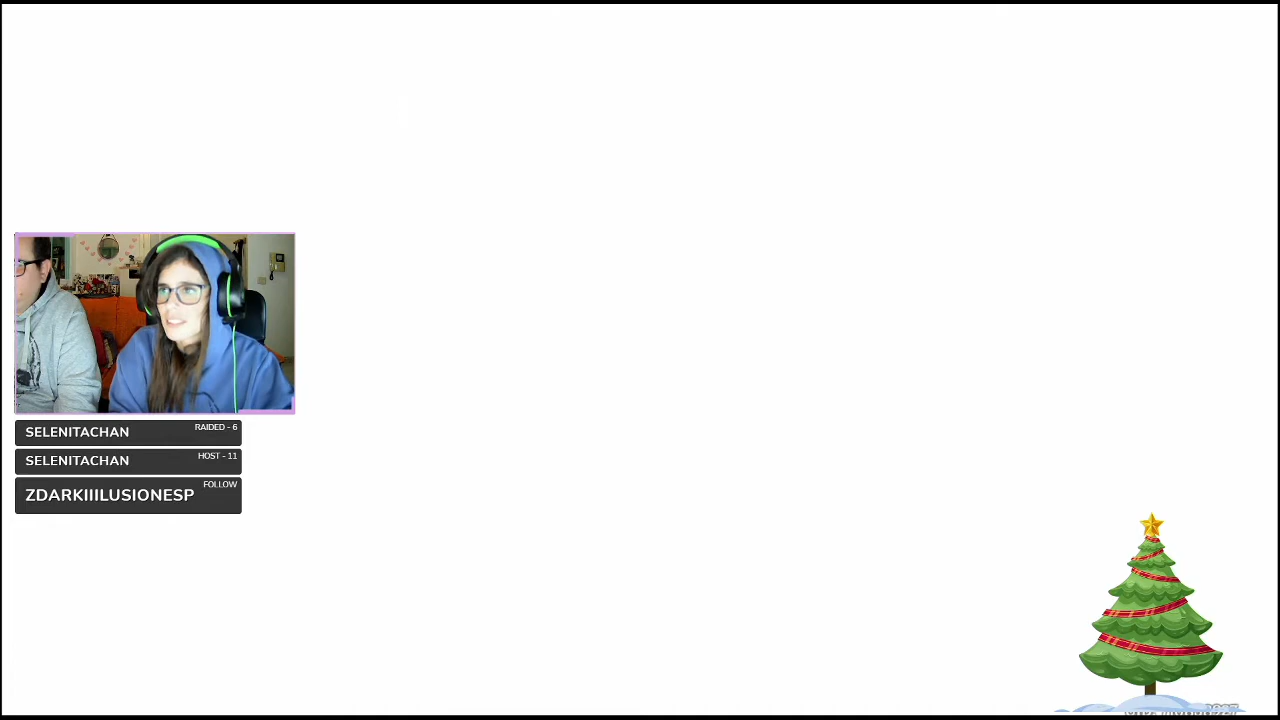 SELENITACHAN RAIDED - 6
SELENITACHAN HOST - 11
ZDARKIIILUSIONESP FOLLOW